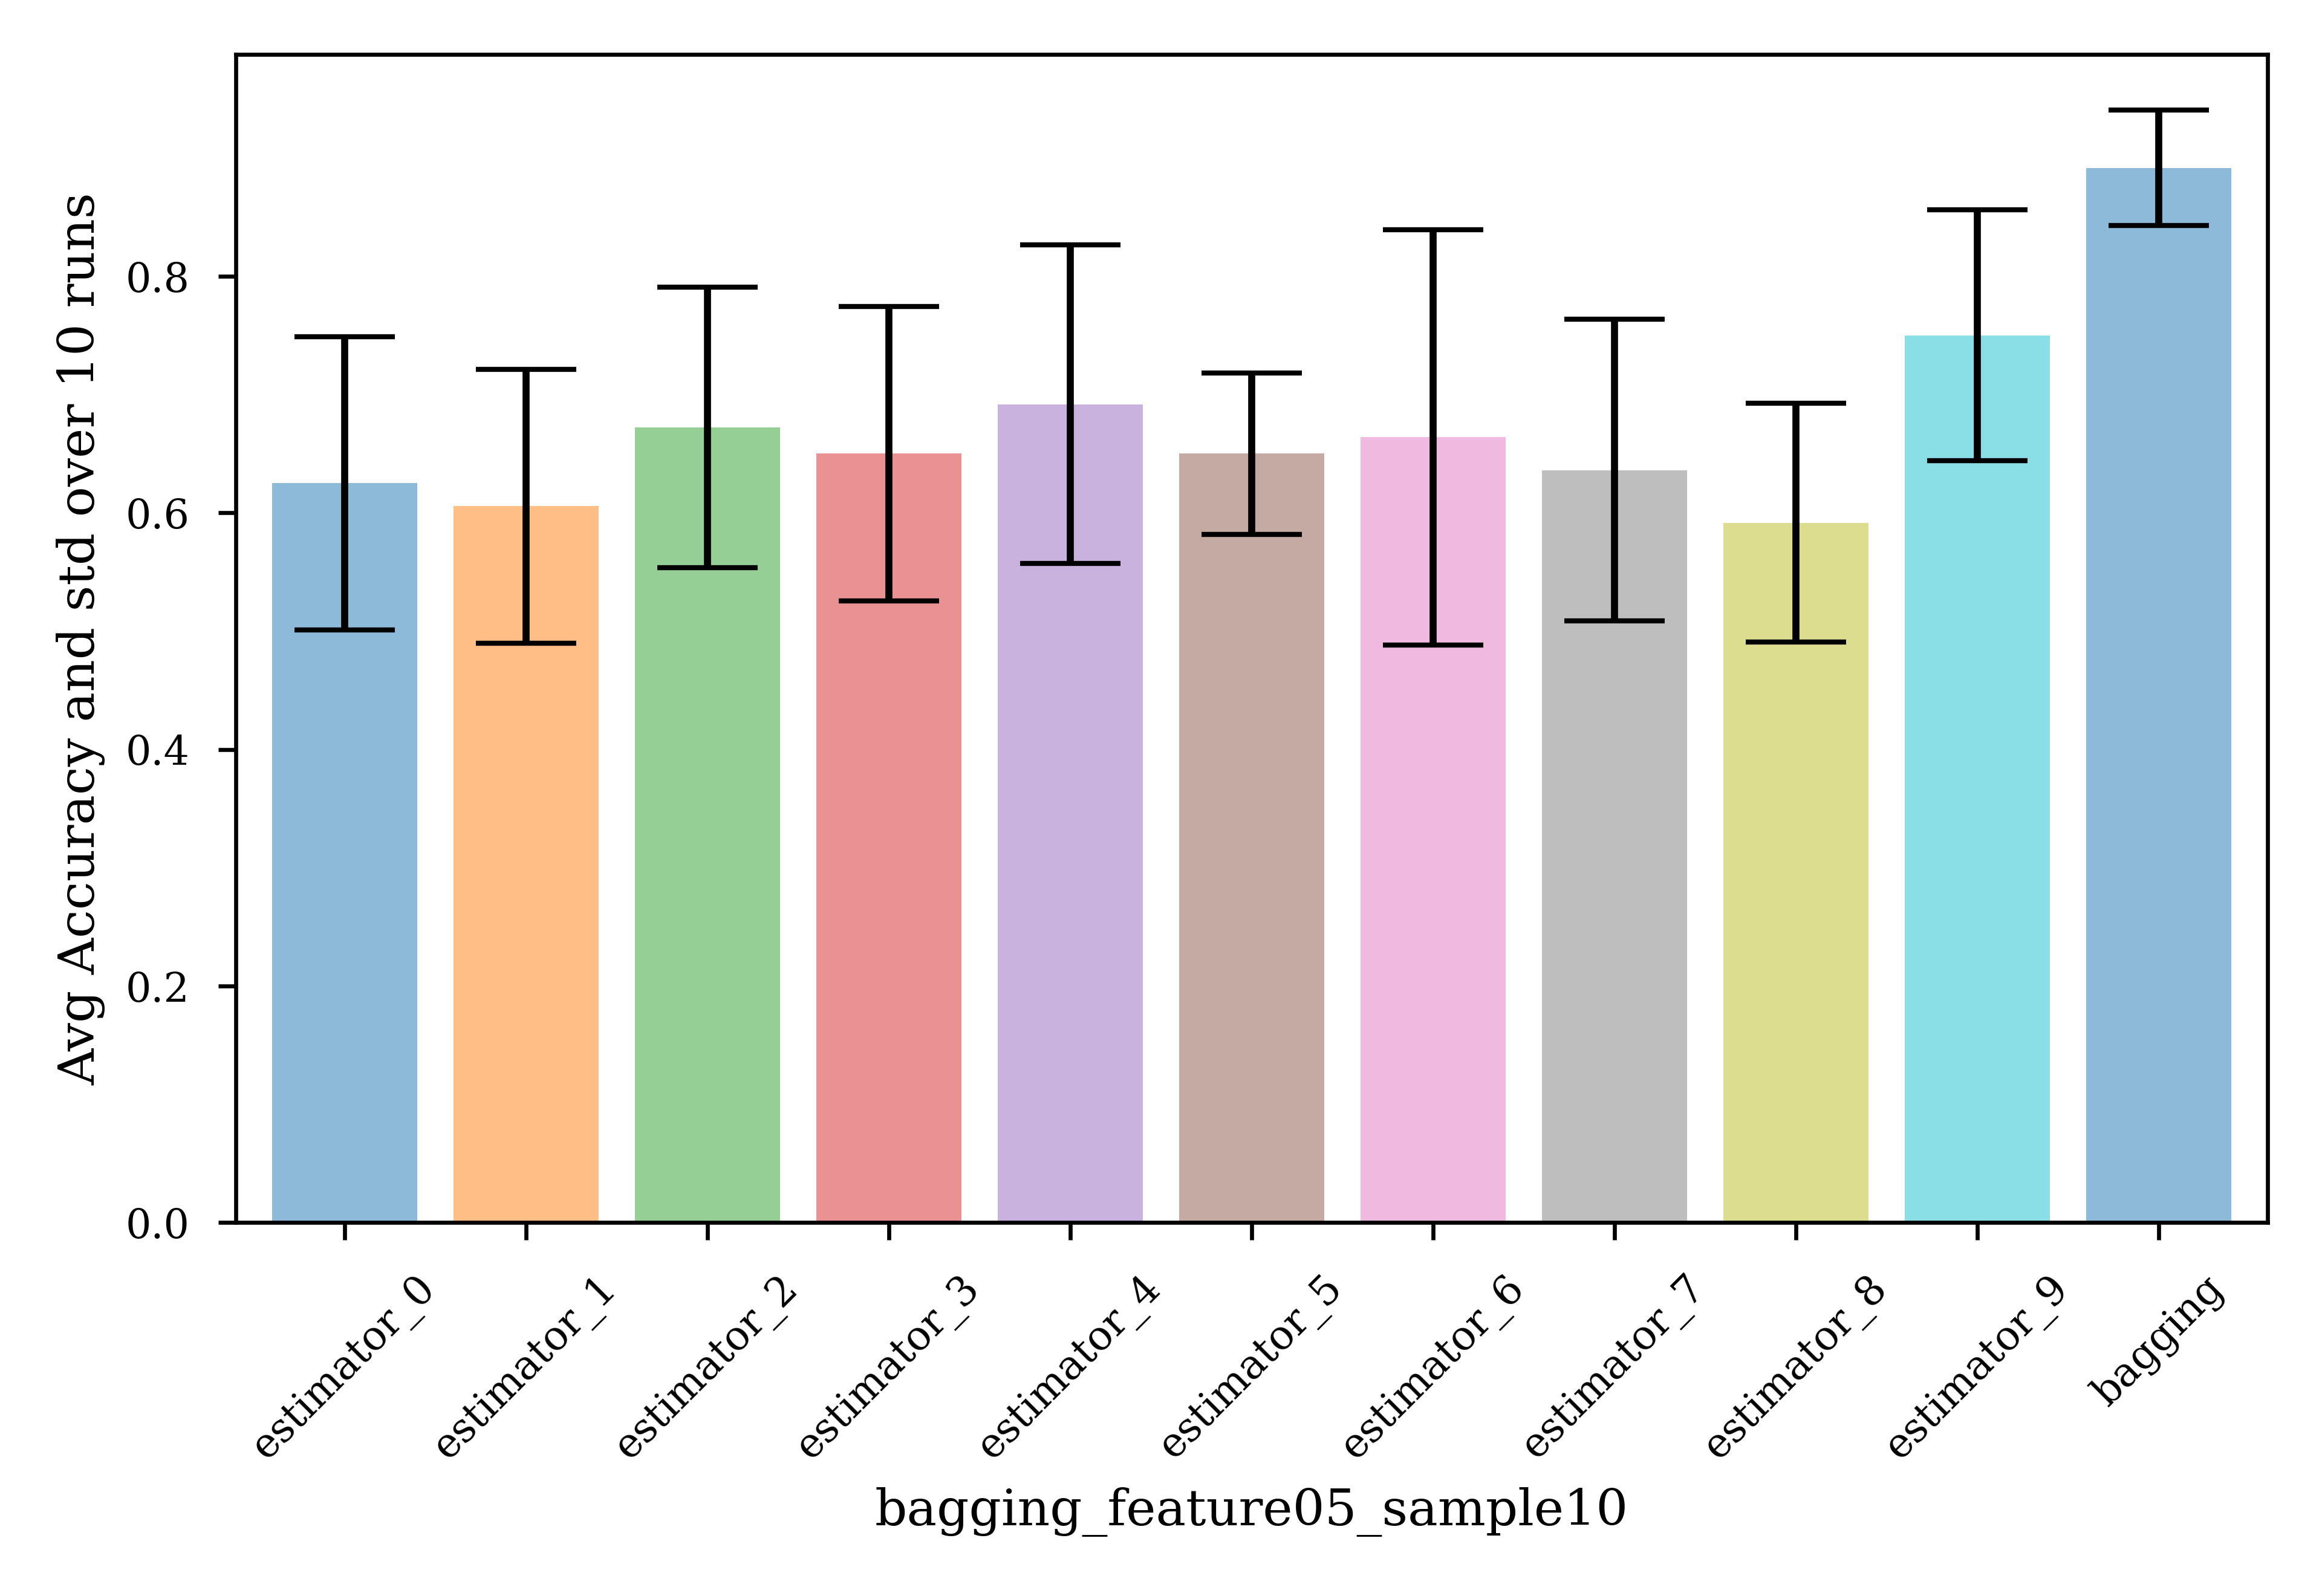 Avg Accuracy and std over 10 runs
0.8
0.6
0.4
0.2
0.0
estimator_0
estimator_1
estimator_2
estimator_3
estimator_4
estimator_5
estimator_6
estimator_7
estimator_8
estimator_9
bagging
bagging_feature05_sample10